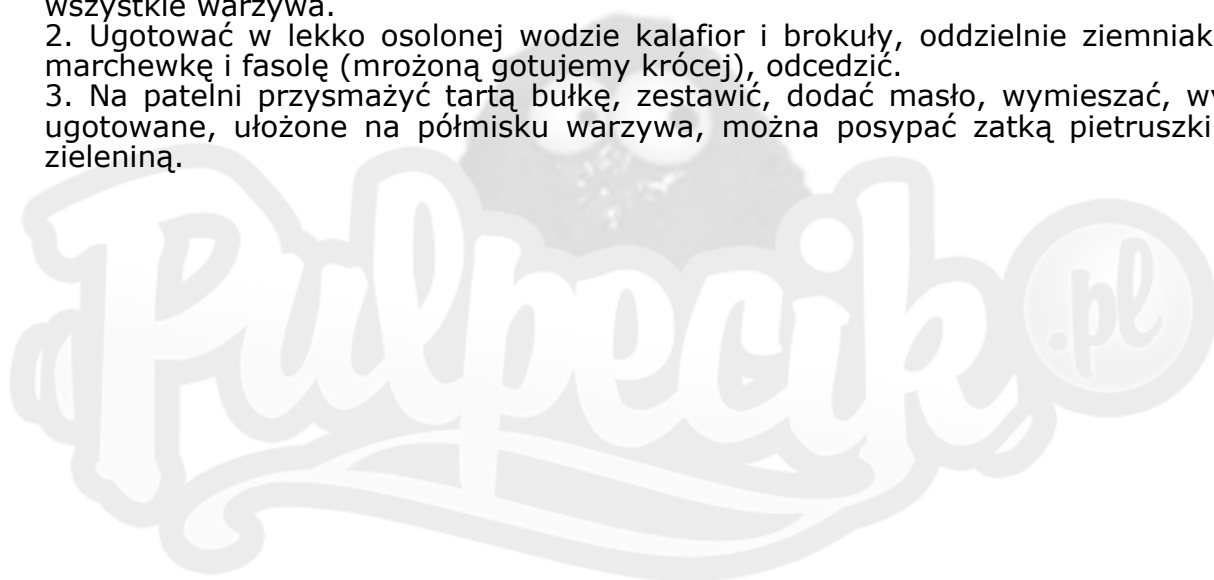 wszystkie warzywa.
2. Ugotować w lekko osolonej wodzie kalafior i brokuły, oddzielnie ziemniak
marchewkę i fasolę (mrożoną gotujemy krócej), odcedzić.
3. Na patelni przysmażyć tartą bułkę, zestawić, dodać masło, wymieszać, wy
ugotowane, ułożone na półmisku warzywa, można posypać zatką pietruszki
zieleniną.
Pulpecik.pl